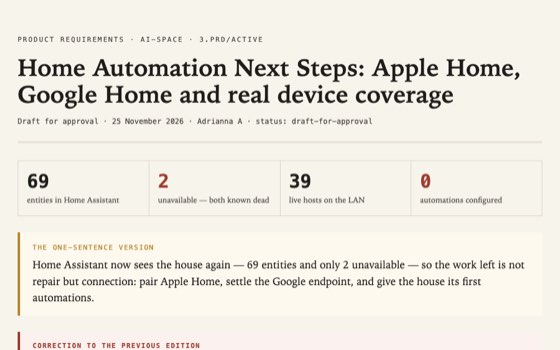 PRODUCT REQUIREMENTS · AI-SPACE · 3.PRD/ACTIVE
Home Automation Next Steps: Apple Home,
Google Home and real device coverage
Draft for approval · 25 November 2026 · Adrianna A · status: draft-for-approval
69
entities in Home Assistant
2
unavailable — both known dead
39
live hosts on the LAN
0
automations configured
THE ONE-SENTENCE VERSION
Home Assistant now sees the house again — 69 entities and only 2 unavailable — so the work left is not
repair but connection: pair Apple Home, settle the Google endpoint, and give the house its first
automations.
CORRECTION TO THE PREVIOUS EDITION